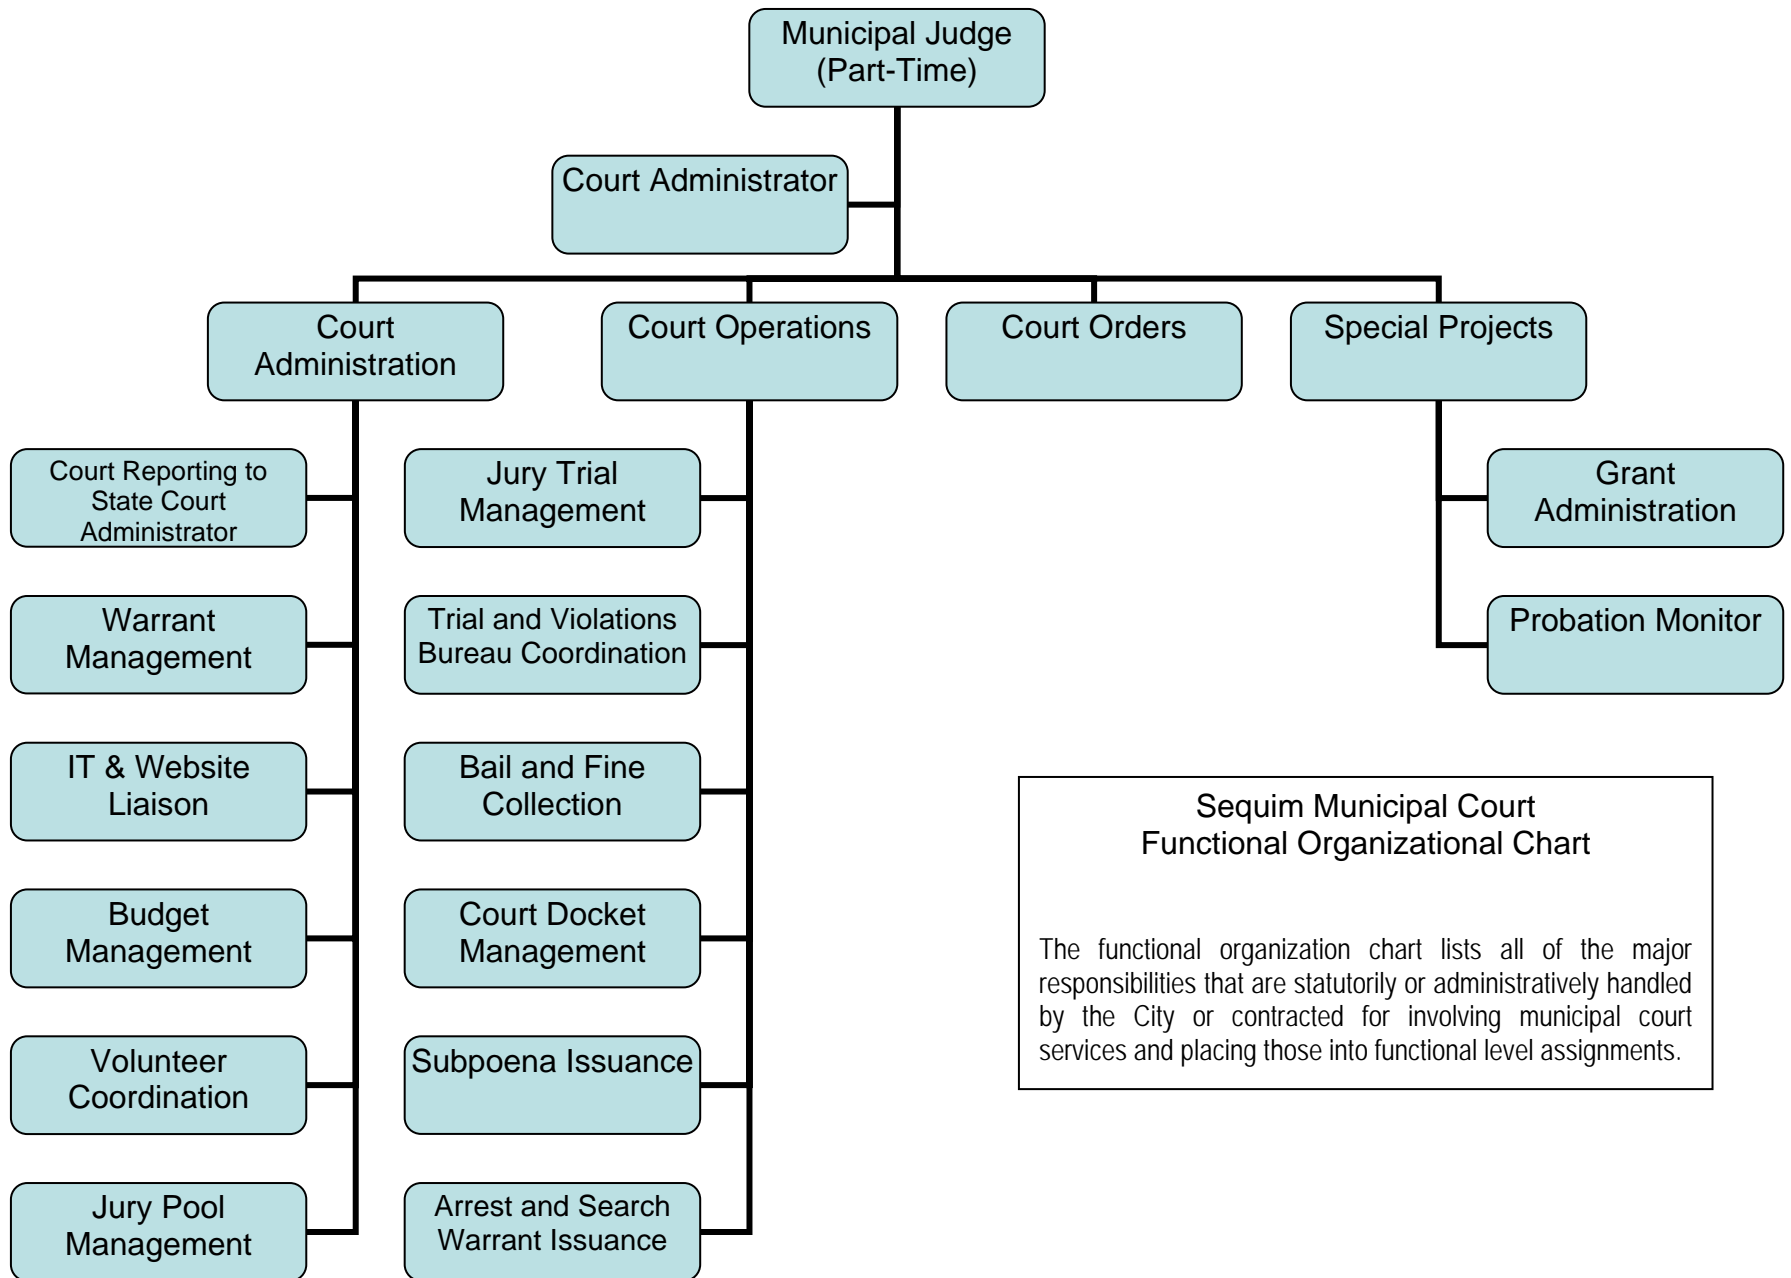 Municipal Judge
(Part-Time)
Court Administrator
Court
Administration
Court Operations
Court Orders
Special Projects
Court Reporting to
State Court
Administrator
Warrant
Management
IT & Website
Liaison
Budget
Management
Volunteer
Coordination
Jury Pool
Management
Jury Trial
Management
Trial and Violations
Bureau Coordination
Bail and Fine
Collection
Court Docket
Management
Subpoena Issuance
Arrest and Search
Warrant Issuance
Grant
Administration
Probation Monitor
Sequim Municipal Court
Functional Organizational Chart
The functional organization chart lists all of the major
responsibilities that are statutorily or administratively handled
by the City or contracted for involving municipal court
services and placing those into functional level assignments.